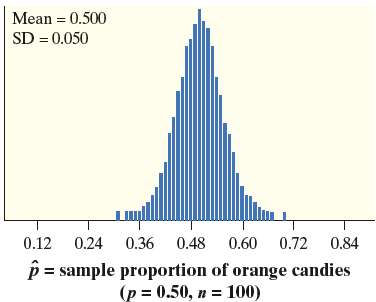 Mean = 0.500
SD = 0.050
0.12 0.24 0.36 0.48 0.60 0.72 0.84
p̂ = sample proportion of orange candies
(p = 0.50, n = 100)